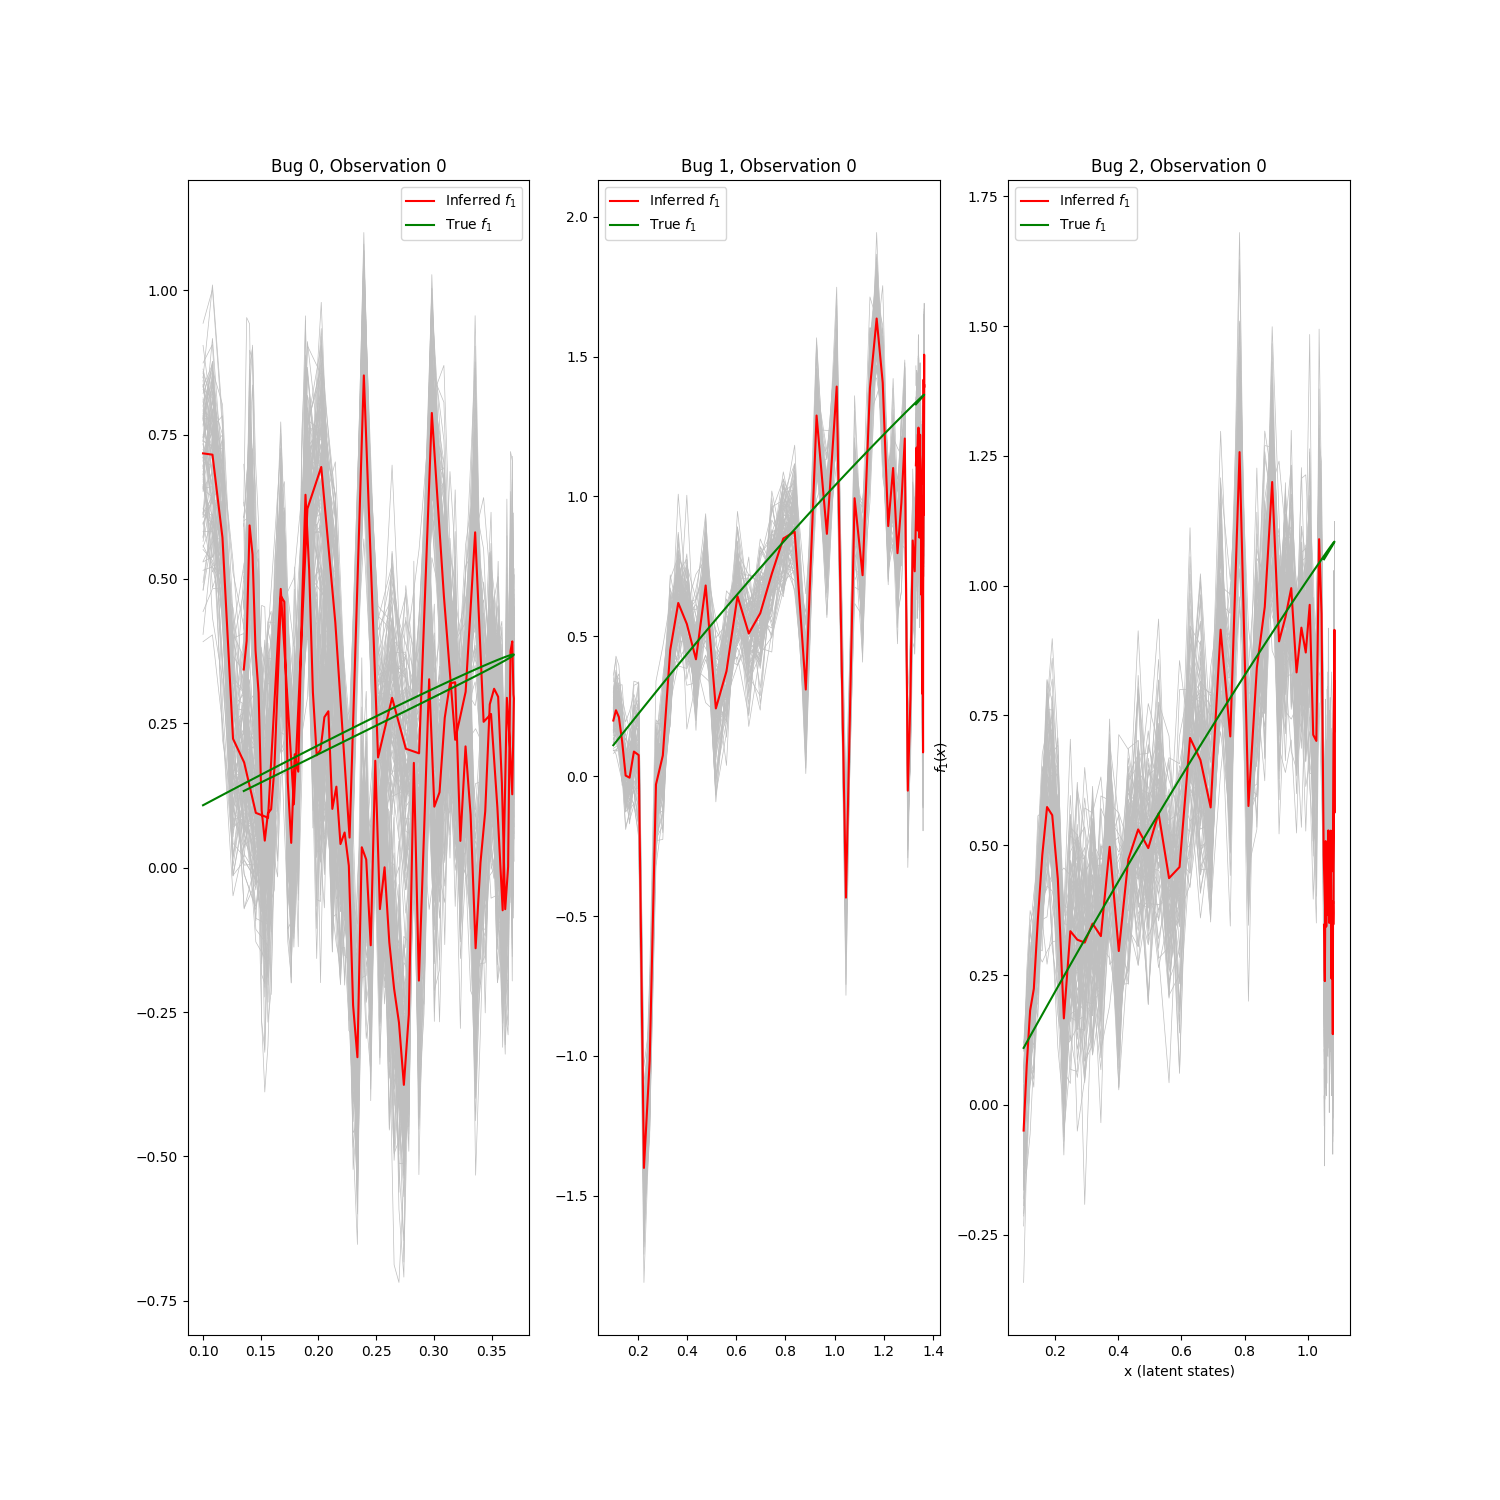 Bug 0, Observation 0
Inferred f₁
True f₁
1.00
0.75
0.50
0.25
0.00
−0.25
−0.50
−0.75
0.10 0.15 0.20 0.25 0.30 0.35
Bug 1, Observation 0
Inferred f₁
True f₁
2.0
1.5
1.0
0.5
0.0
−0.5
−1.0
−1.5
0.2 0.4 0.6 0.8 1.0 1.2 1.4
Bug 2, Observation 0
Inferred f₁
True f₁
f₁(x)
1.75
1.50
1.25
1.00
0.75
0.50
0.25
0.00
−0.25
0.2 0.4 0.6 0.8 1.0
x (latent states)